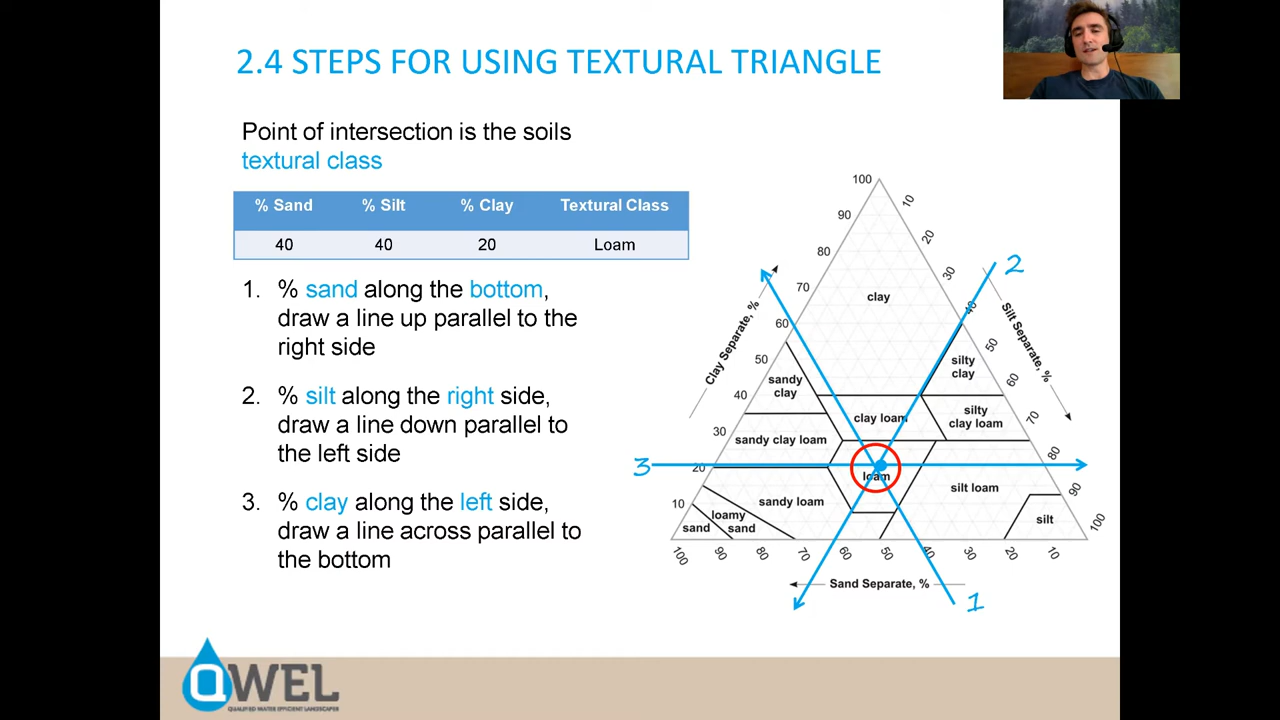 2.4 STEPS FOR USING TEXTURAL TRIANGLE
Point of intersection is the soils
textural class
% Sand % Silt % Clay Textural Class
40 40 20 Loam
1. % sand along the bottom,
draw a line up parallel to the
right side
2. % silt along the right side,
draw a line down parallel to
the left side
3. % clay along the left side,
draw a line across parallel to
the bottom
100
90
80
70
60
50
40
30
20
10
Clay Separate, %
10
20
30
40
50
60
70
80
90
100
Silt Separate, %
100 90 80 70 60 50 40 30 20 10
Sand Separate, %
clay
silty
clay
sandy
clay
clay loam
silty
clay loam
sandy clay loam
loam
silt loam
sandy loam
loamy
sand
sand
silt
1
2
3
QWEL
QUALIFIED WATER EFFICIENT LANDSCAPER